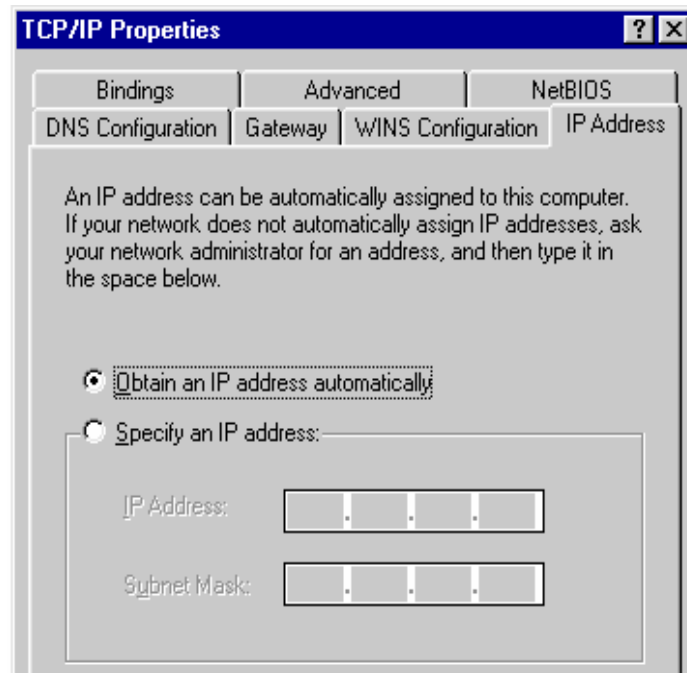 TCP/IP Properties
Bindings Advanced NetBIOS
DNS Configuration Gateway WINS Configuration IP Address
An IP address can be automatically assigned to this computer.
If your network does not automatically assign IP addresses, ask
your network administrator for an address, and then type it in
the space below.
Obtain an IP address automatically
Specify an IP address:
IP Address:
. . .
Subnet Mask:
. . .